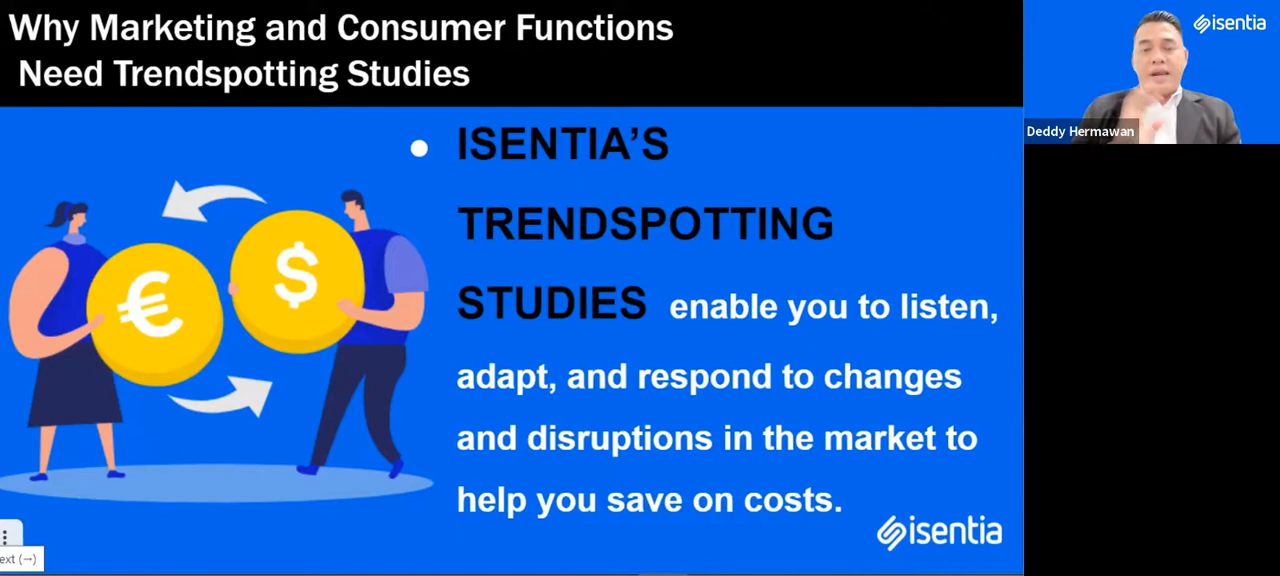 Why Marketing and Consumer Functions
Need Trendspotting Studies
isentia
Deddy Hermawan
ISENTIA’S
TRENDSPOTTING
STUDIES enable you to listen,
adapt, and respond to changes
and disruptions in the market to
help you save on costs.
€
$
isentia
ext (→)